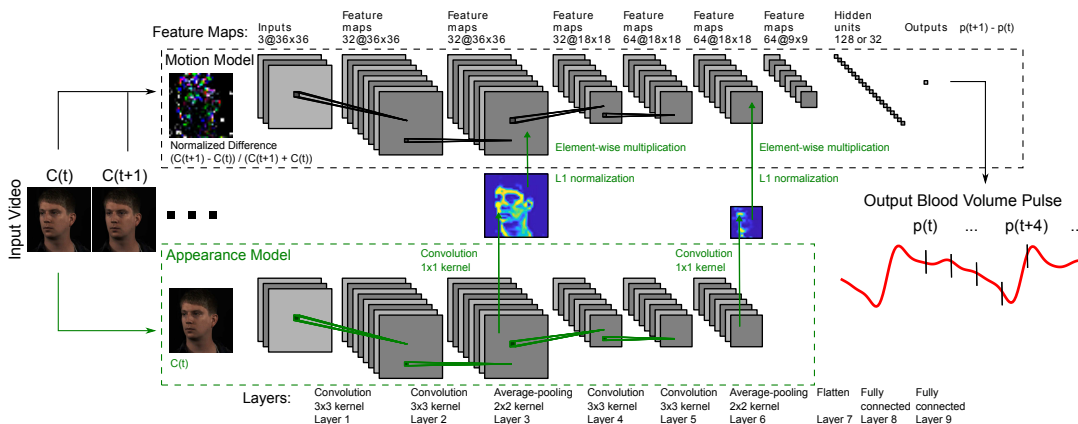 Feature Maps:
Inputs
3@36x36
Feature
maps
32@36x36
Feature
maps
32@36x36
Feature
maps
32@18x18
Feature
maps
64@18x18
Feature
maps
64@18x18
Feature
maps
64@9x9
Hidden
units
128 or 32
Outputs
p(t+1) - p(t)
Motion Model
Normalized Difference
(C(t+1) - C(t)) / (C(t+1) + C(t))
Element-wise multiplication
L1 normalization
Element-wise multiplication
L1 normalization
Input Video
C(t)
C(t+1)
Output Blood Volume Pulse
p(t)
...
p(t+4)
..
Appearance Model
Convolution
1x1 kernel
Convolution
1x1 kernel
C(t)
Layers:
Convolution
3x3 kernel
Layer 1
Convolution
3x3 kernel
Layer 2
Average-pooling
2x2 kernel
Layer 3
Convolution
3x3 kernel
Layer 4
Convolution
3x3 kernel
Layer 5
Average-pooling
2x2 kernel
Layer 6
Flatten
Layer 7
Fully
connected
Layer 8
Fully
connected
Layer 9